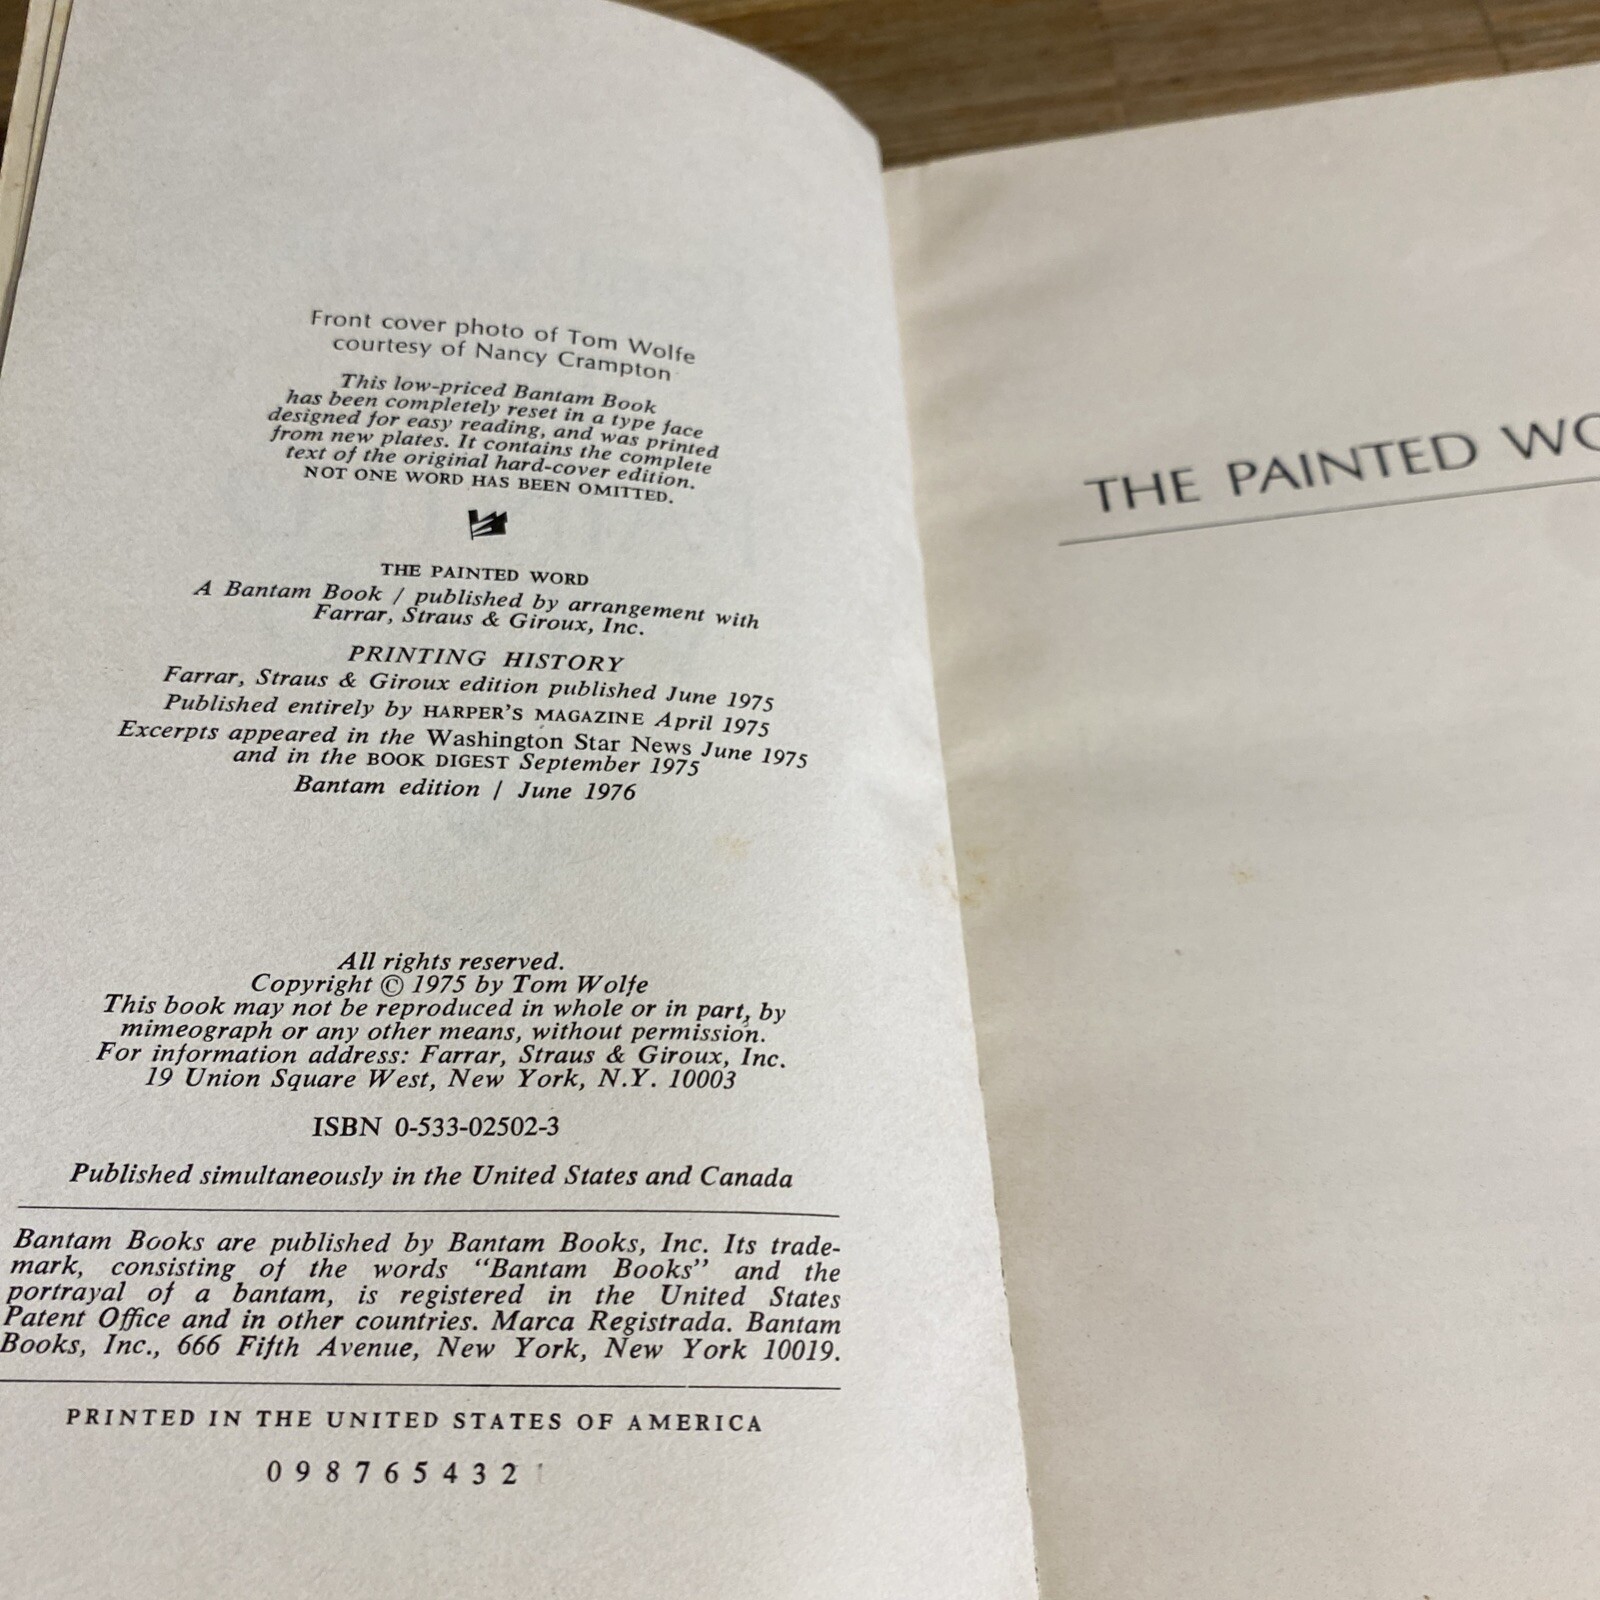 Front cover photo of Tom Wolfe
courtesy of Nancy Crampton
This low-priced Bantam Book
has been completely reset in a type face
designed for easy reading, and was printed
from new plates. It contains the complete
text of the original hard-cover edition.
NOT ONE WORD HAS BEEN OMITTED.
THE PAINTED WORD
A Bantam Book / published by arrangement with
Farrar, Straus & Giroux, Inc.
PRINTING HISTORY
Farrar, Straus & Giroux edition published June 1975
Published entirely by HARPER'S MAGAZINE April 1975
Excerpts appeared in the Washington Star News June 1975
and in the BOOK DIGEST September 1975
Bantam edition / June 1976
All rights reserved.
Copyright © 1975 by Tom Wolfe
This book may not be reproduced in whole or in part, by
mimeograph or any other means, without permission.
For information address: Farrar, Straus & Giroux, Inc.
19 Union Square West, New York, N.Y. 10003
ISBN 0-533-02502-3
Published simultaneously in the United States and Canada
Bantam Books are published by Bantam Books, Inc. Its trade-
mark, consisting of the words "Bantam Books" and the
portrayal of a bantam, is registered in the United States
Patent Office and in other countries. Marca Registrada. Bantam
Books, Inc., 666 Fifth Avenue, New York, New York 10019.
PRINTED IN THE UNITED STATES OF AMERICA
0 9 8 7 6 5 4 3 2
THE PAINTED WO